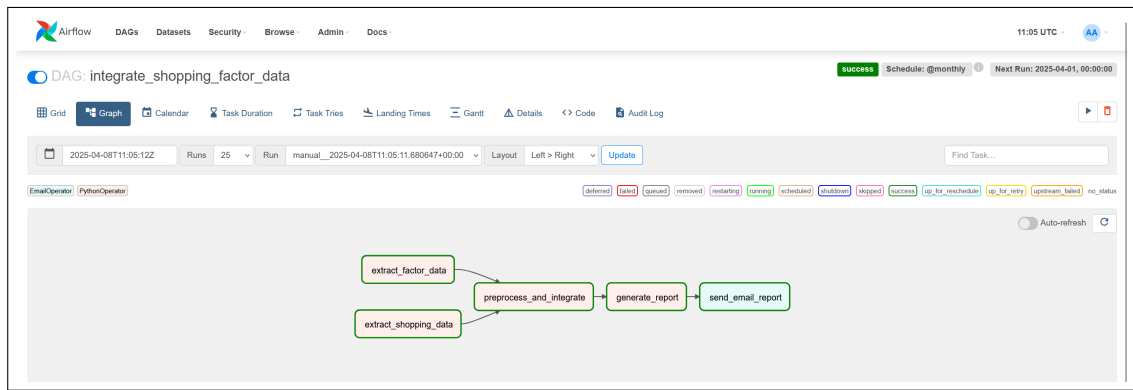 Airflow DAGs Datasets Security Browse Admin Docs 11:05 UTC AA
DAG: integrate_shopping_factor_data success Schedule: @monthly i Next Run: 2025-04-01, 00:00:00
Grid Graph Calendar Task Duration Task Tries Landing Times Gantt Details <> Code Audit Log
2025-04-08T11:05:12Z Runs 25 Run manual__2025-04-08T11:05:11.680647+00:00 Layout Left > Right Update Find Task...
EmailOperator PythonOperator deferred failed queued removed restarting running scheduled shutdown skipped success up_for_reschedule up_for_retry upstream_failed no_status
Auto-refresh
extract_factor_data
preprocess_and_integrate generate_report send_email_report
extract_shopping_data